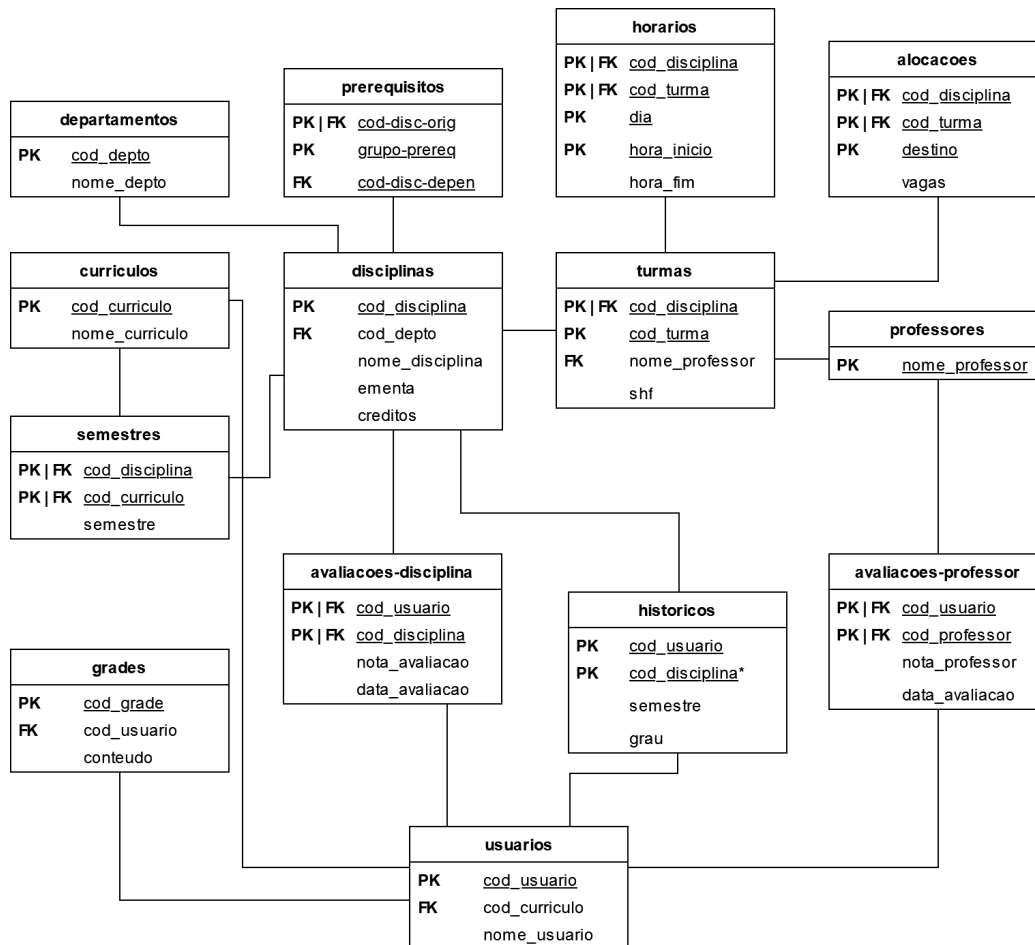 departamentos
PK cod_depto
nome_depto
prerequisitos
PK | FK cod-disc-orig
PK grupo-prereq
FK cod-disc-depen
horarios
PK | FK cod_disciplina
PK | FK cod_turma
PK dia
PK hora_inicio
hora_fim
alocacoes
PK | FK cod_disciplina
PK | FK cod_turma
PK destino
vagas
curriculos
PK cod_curriculo
nome_curriculo
disciplinas
PK cod_disciplina
FK cod_depto
nome_disciplina
ementa
creditos
turmas
PK | FK cod_disciplina
PK cod_turma
FK nome_professor
shf
professores
PK nome_professor
semestres
PK | FK cod_disciplina
PK | FK cod_curriculo
semestre
avaliacoes-disciplina
PK | FK cod_usuario
PK | FK cod_disciplina
nota_avaliacao
data_avaliacao
historicos
PK cod_usuario
PK cod_disciplina*
semestre
grau
avaliacoes-professor
PK | FK cod_usuario
PK | FK cod_professor
nota_professor
data_avaliacao
grades
PK cod_grade
FK cod_usuario
conteudo
usuarios
PK cod_usuario
FK cod_curriculo
nome_usuario